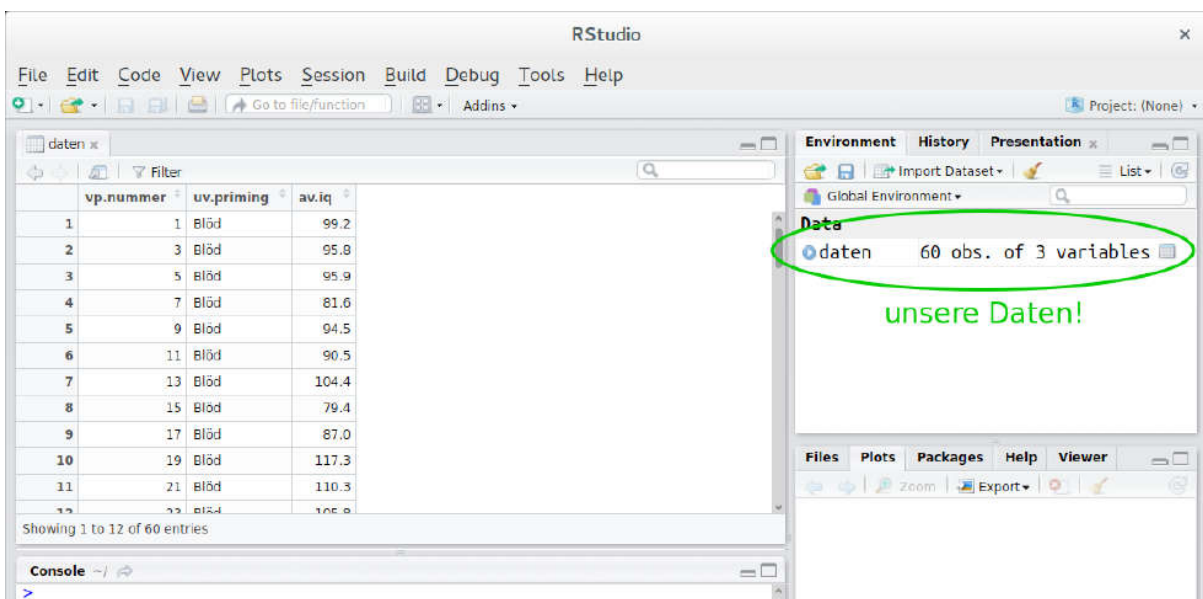 RStudio
File Edit Code View Plots Session Build Debug Tools Help
Go to file/function Addins Project: (None)
daten
Filter
vp.nummer uv.priming av.iq
1 1 Blöd 99.2
2 3 Blöd 95.8
3 5 Blöd 95.9
4 7 Blöd 81.6
5 9 Blöd 94.5
6 11 Blöd 90.5
7 13 Blöd 104.4
8 15 Blöd 79.4
9 17 Blöd 87.0
10 19 Blöd 117.3
11 21 Blöd 110.3
12 23 Blöd 105.8
Showing 1 to 12 of 60 entries
Console ~/
>
Environment History Presentation
Import Dataset List
Global Environment
Data
daten 60 obs. of 3 variables
unsere Daten!
Files Plots Packages Help Viewer
Zoom Export